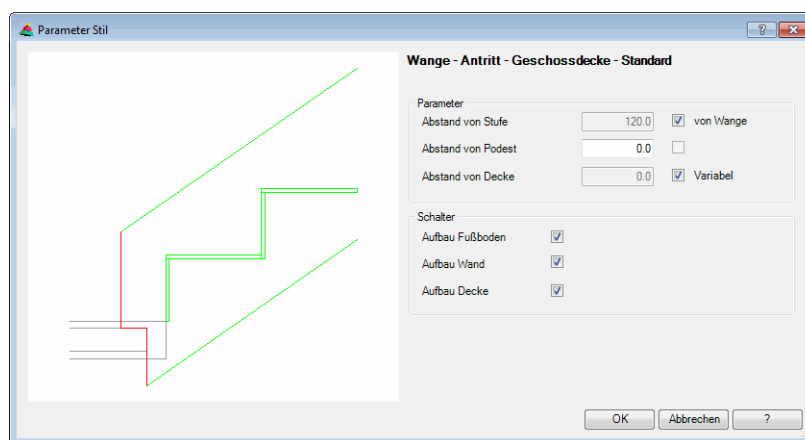 Parameter Stil
?
Wange - Antritt - Geschossdecke - Standard
Parameter
Abstand von Stufe 120.0 von Wange
Abstand von Podest 0.0
Abstand von Decke 0.0 Variabel
Schalter
Aufbau Fußboden
Aufbau Wand
Aufbau Decke
OK Abbrechen ?